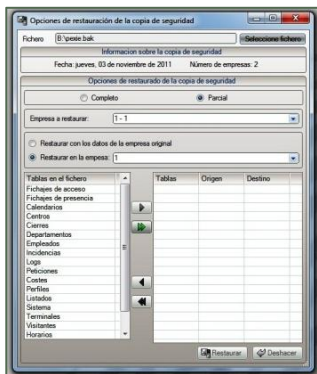 Opciones de restauración de la copia de seguridad
Fichero B:\pexie.bak Seleccione fichero
Informacion sobre la copia de seguridad
Fecha: jueves, 03 de noviembre de 2011 Número de empresas: 2
Opciones de restaurado de la copia de seguridad
Completo Parcial
Empresa a restaurar: 1 - 1
Restaurar con los datos de la empresa original
Restaurar en la empesa: 1
Tablas en el fichero Tablas Origen Destino
Fichajes de acceso
Fichajes de presencia
Calendarios
Centros
Cierres
Departamentos
Empleados
Incidencias
Logs
Peticiones
Costes
Perfiles
Listados
Sistema
Terminales
Visitantes
Horarios
Restaurar Deshacer